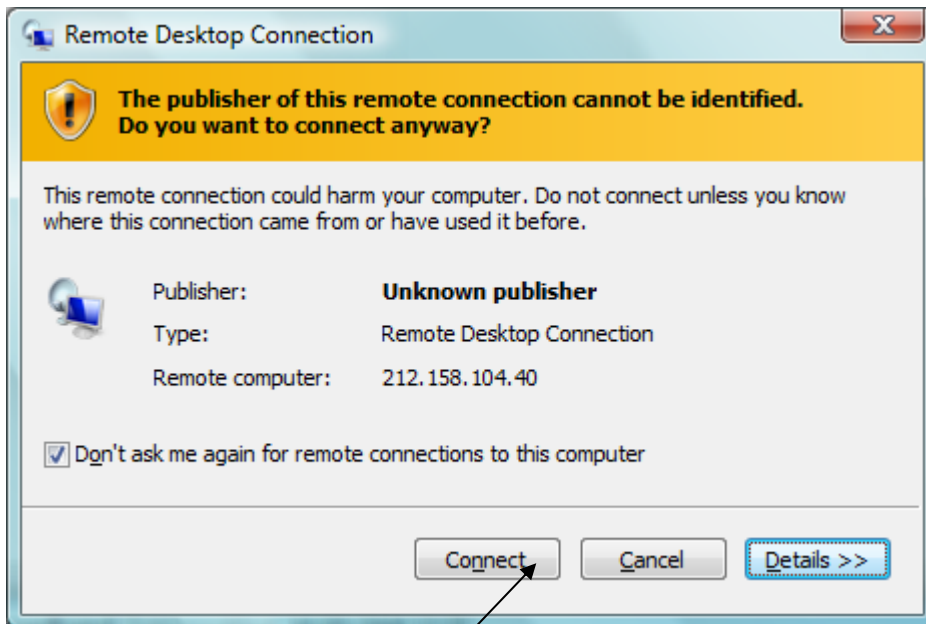 Remote Desktop Connection
The publisher of this remote connection cannot be identified.
Do you want to connect anyway?
This remote connection could harm your computer. Do not connect unless you know
where this connection came from or have used it before.
Publisher: Unknown publisher
Type: Remote Desktop Connection
Remote computer: 212.158.104.40
Don't ask me again for remote connections to this computer
Connect Cancel Details >>